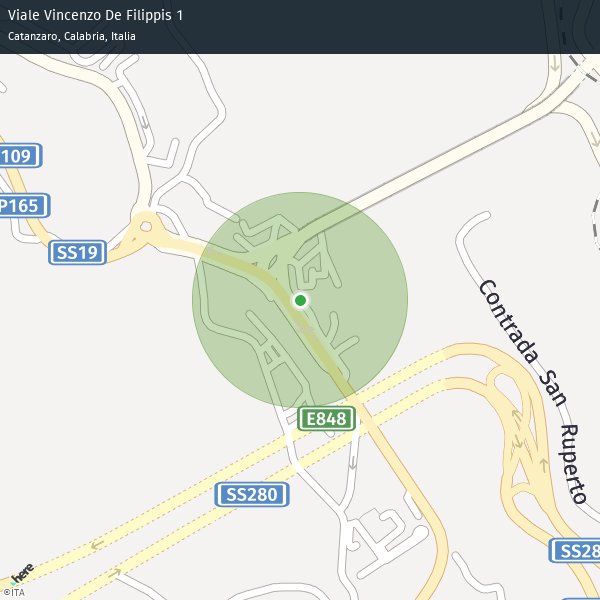 Viale Vincenzo De Filippis 1
Catanzaro, Calabria, Italia
109
P165
SS19
Contrada San Ruperto
E848
SS280
SS28
here
©ITA